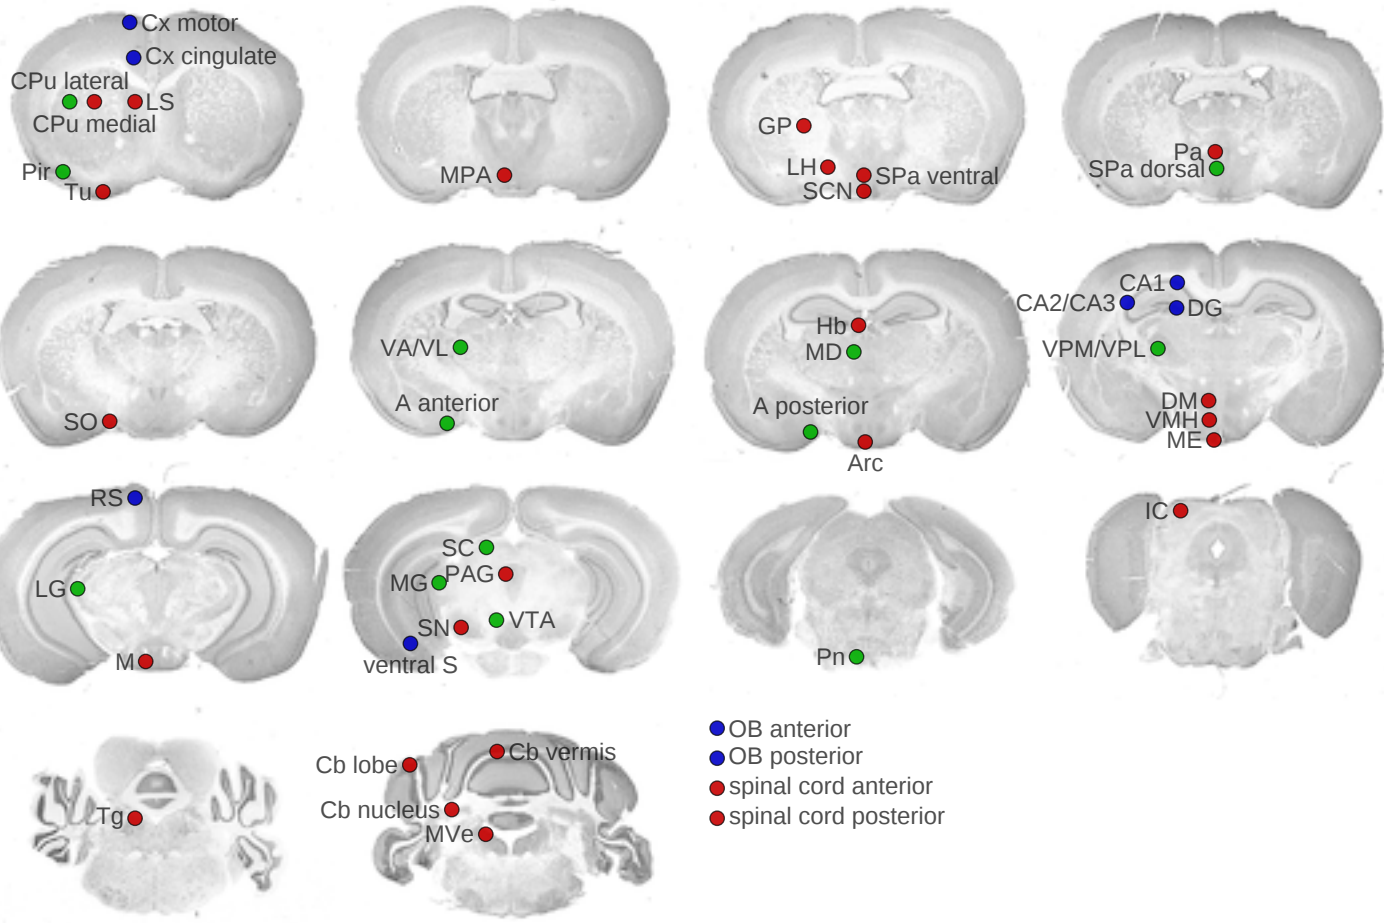 Cx motor
Cx cingulate
CPu lateral
LS
CPu medial
Pir
Tu
MPA
GP
LH
SPa ventral
SCN
Pa
SPa dorsal
SO
VA/VL
A anterior
Hb
MD
A posterior
Arc
CA1
CA2/CA3
DG
VPM/VPL
DM
VMH
ME
RS
LG
M
SC
MG
PAG
SN
VTA
ventral S
Pn
IC
Tg
Cb lobe
Cb vermis
Cb nucleus
MVe
OB anterior
OB posterior
spinal cord anterior
spinal cord posterior